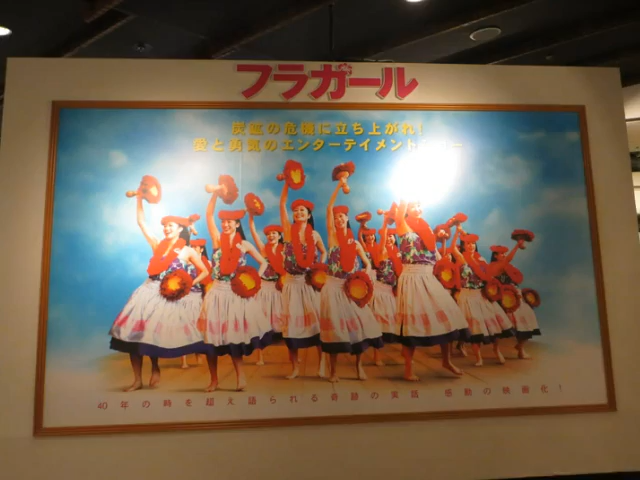 フラガール
炭鉱の危機に立ち上がれ!
愛と勇気のエンターテイメント
40年の時を超え語られる奇跡の実話 感動の映画化!